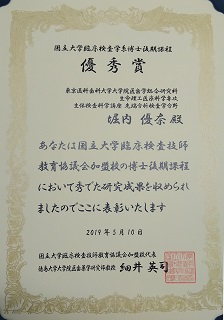 国立大学臨床検査学系博士後期課程
優秀賞
東京医科歯科大学大学院医歯学総合研究科
生命理工医療科学専攻
生体検査科学講座 先端分析検査学分野
堀内 優奈 殿
あなたは国立大学臨床検査技師
教育協議会加盟校の博士後期課程
において秀でた研究成果を収められ
ましたのでここに表彰いたします
2019年5月10日
国立大学臨床検査技師教育協議会加盟校代表
徳島大学大学院医歯薬学研究部教授 細井 英司